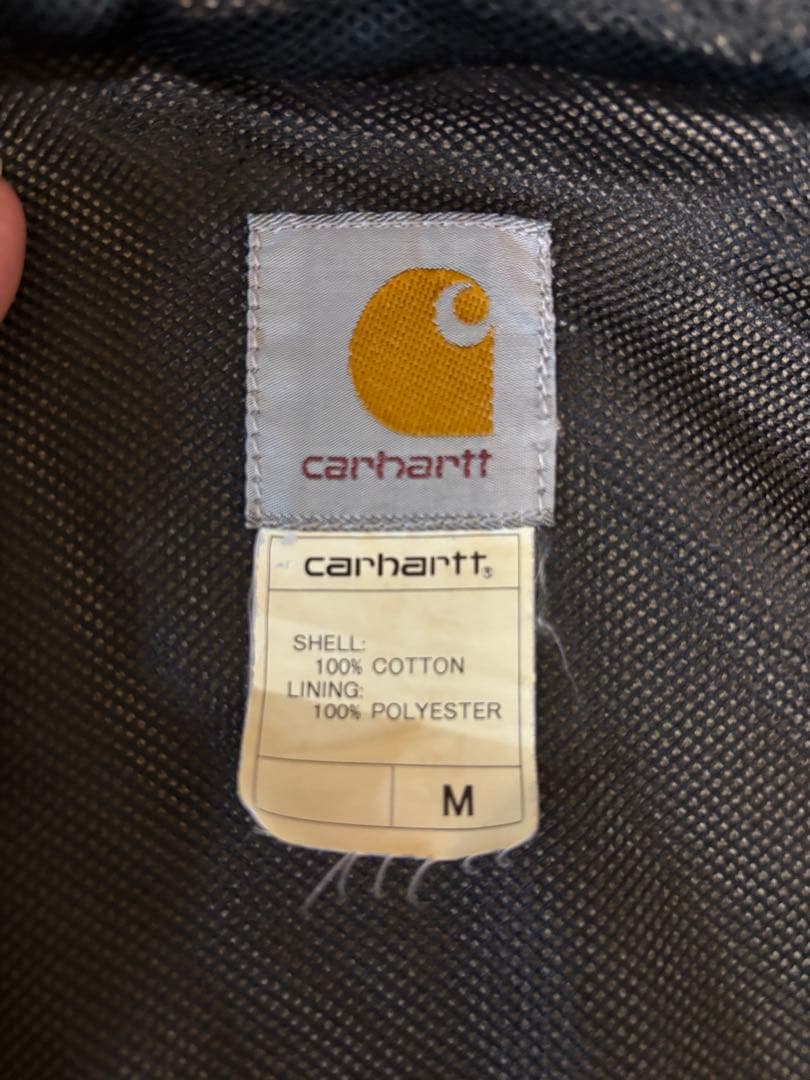 carhartt
carhartt®
SHELL:
100% COTTON
LINING:
100% POLYESTER
M